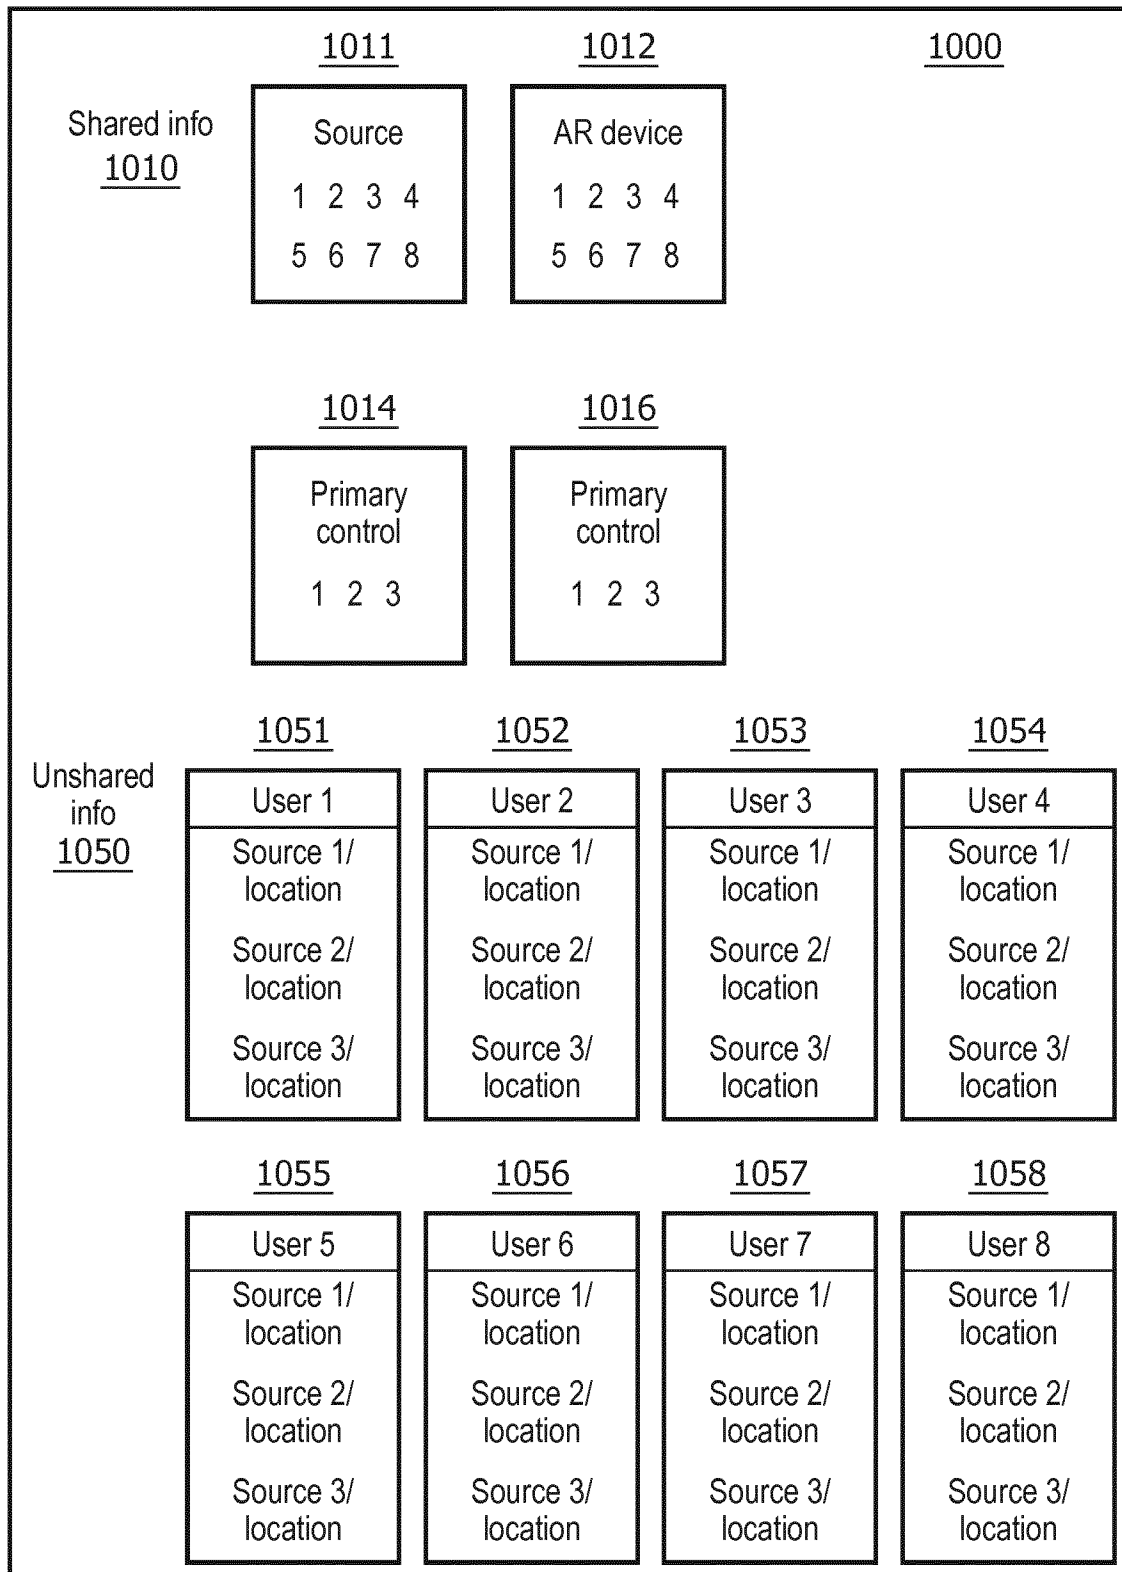 1011 1012 1000
Shared info
1010
Source
1 2 3 4
5 6 7 8
AR device
1 2 3 4
5 6 7 8
1014 1016
Primary
control
1 2 3
Primary
control
1 2 3
Unshared
info
1050
1051
User 1
Source 1/
location
Source 2/
location
Source 3/
location
1052
User 2
Source 1/
location
Source 2/
location
Source 3/
location
1053
User 3
Source 1/
location
Source 2/
location
Source 3/
location
1054
User 4
Source 1/
location
Source 2/
location
Source 3/
location
1055
User 5
Source 1/
location
Source 2/
location
Source 3/
location
1056
User 6
Source 1/
location
Source 2/
location
Source 3/
location
1057
User 7
Source 1/
location
Source 2/
location
Source 3/
location
1058
User 8
Source 1/
location
Source 2/
location
Source 3/
location